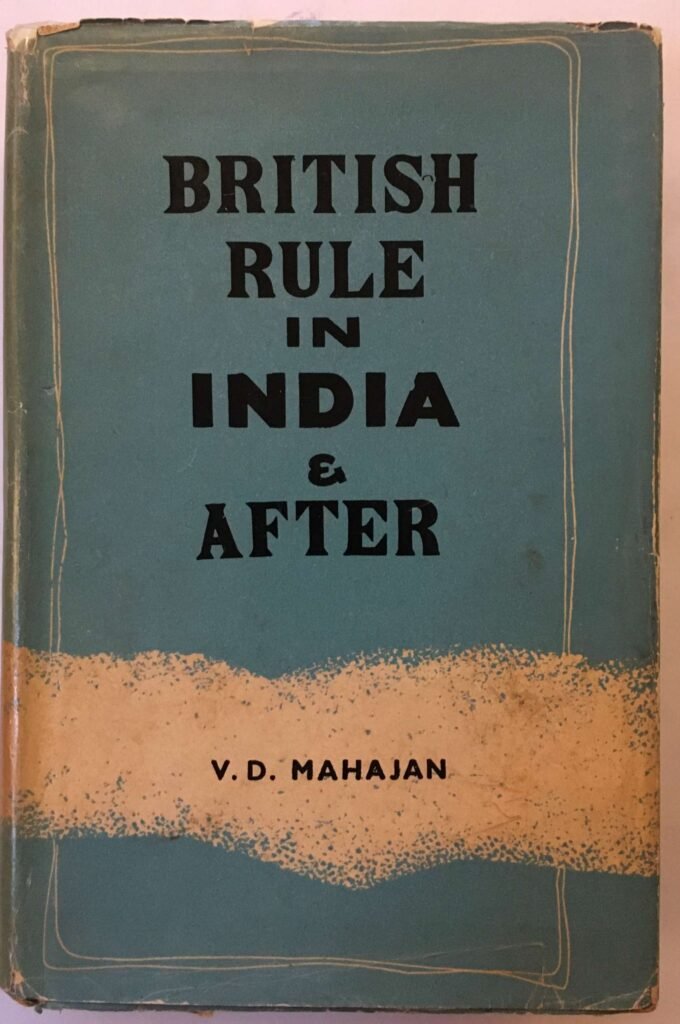 BRITISH
RULE
IN
INDIA
&
AFTER
V. D. MAHAJAN